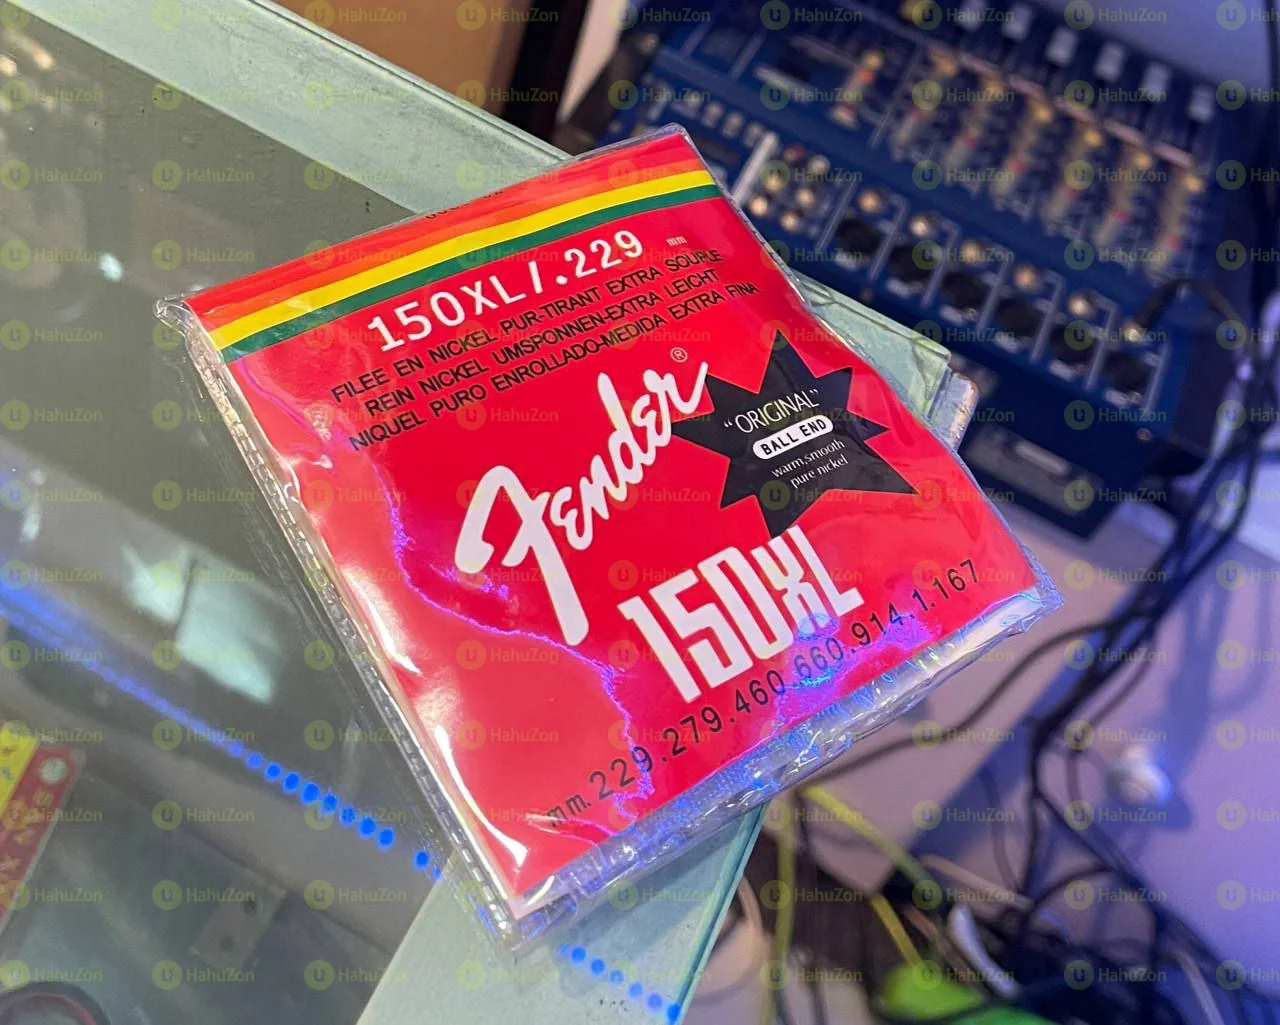 150XL/.229 mm
FILEE EN NICKEL PUR-TIRANT EXTRA SOUPLE
REIN NICKEL UMSPONNEN-EXTRA LEICHT
NIQUEL PURO ENROLLADO-MEDIDA EXTRA FINA
Fender®
"ORIGINAL"
BALL END
warm,smooth
pure nickel
150XL
mm. 229.279.460.660.914.1.167
HahuZon